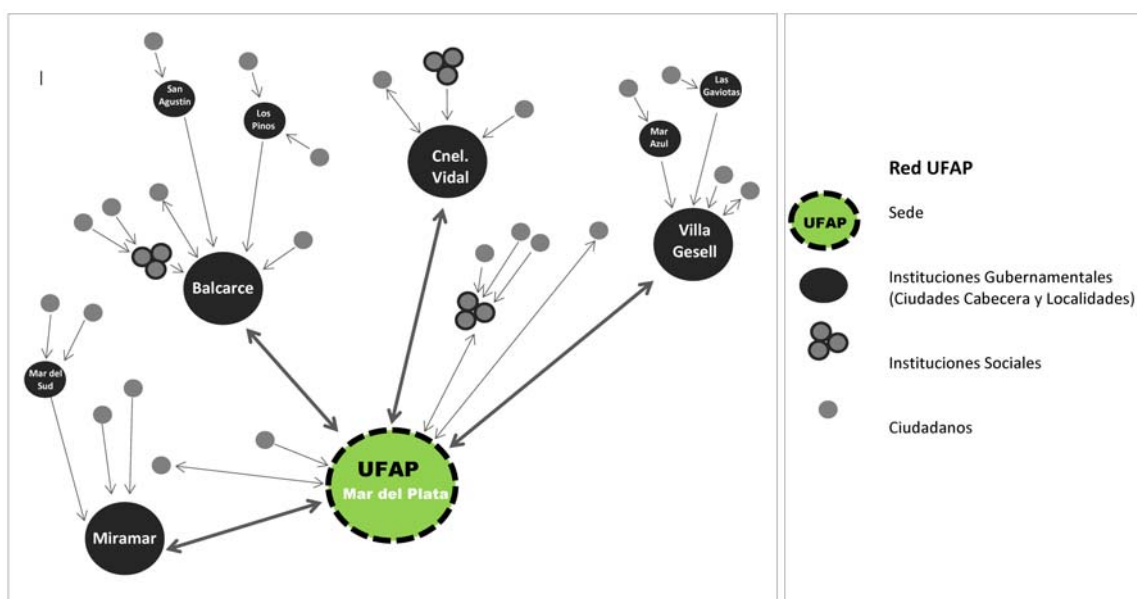 San
Agustín
Los
Pinos
Cnel.
Vidal
Las
Gaviotas
Mar
Azul
Villa
Gesell
Balcarce
Mar del
Sud
Miramar
UFAP
Mar del Plata
Red UFAP
UFAP
Sede
Instituciones Gubernamentales
(Ciudades Cabecera y Localidades)
Instituciones Sociales
Ciudadanos